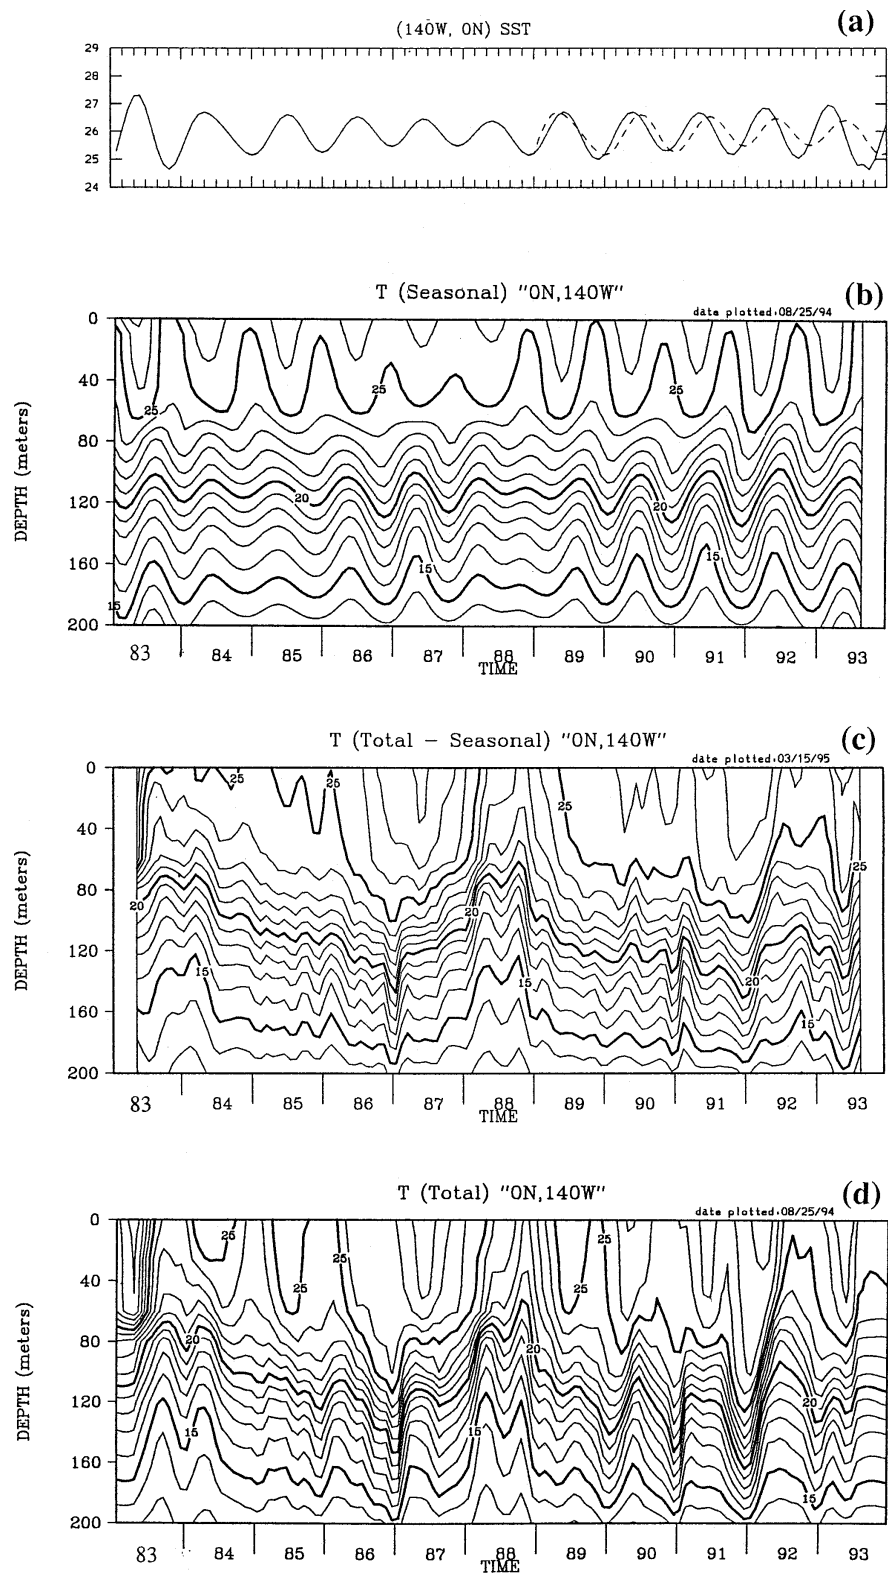 (a)
(140W, 0N) SST
29
28
27
26
25
24
(b)
T (Seasonal) "0N,140W"
date plotted:08/25/94
0
40
80
120
160
200
DEPTH (meters)
25
25
25
20
20
15
15
15
83 84 85 86 87 88 89 90 91 92 93
TIME
(c)
T (Total – Seasonal) "0N,140W"
date plotted:03/15/95
0
40
80
120
160
200
DEPTH (meters)
25
25
25
25
20
20
20
15
15
15
83 84 85 86 87 88 89 90 91 92 93
TIME
(d)
T (Total) "0N,140W"
date plotted:08/25/94
0
40
80
120
160
200
DEPTH (meters)
25
25
25
25
25
20
20
20
15
15
15
83 84 85 86 87 88 89 90 91 92 93
TIME